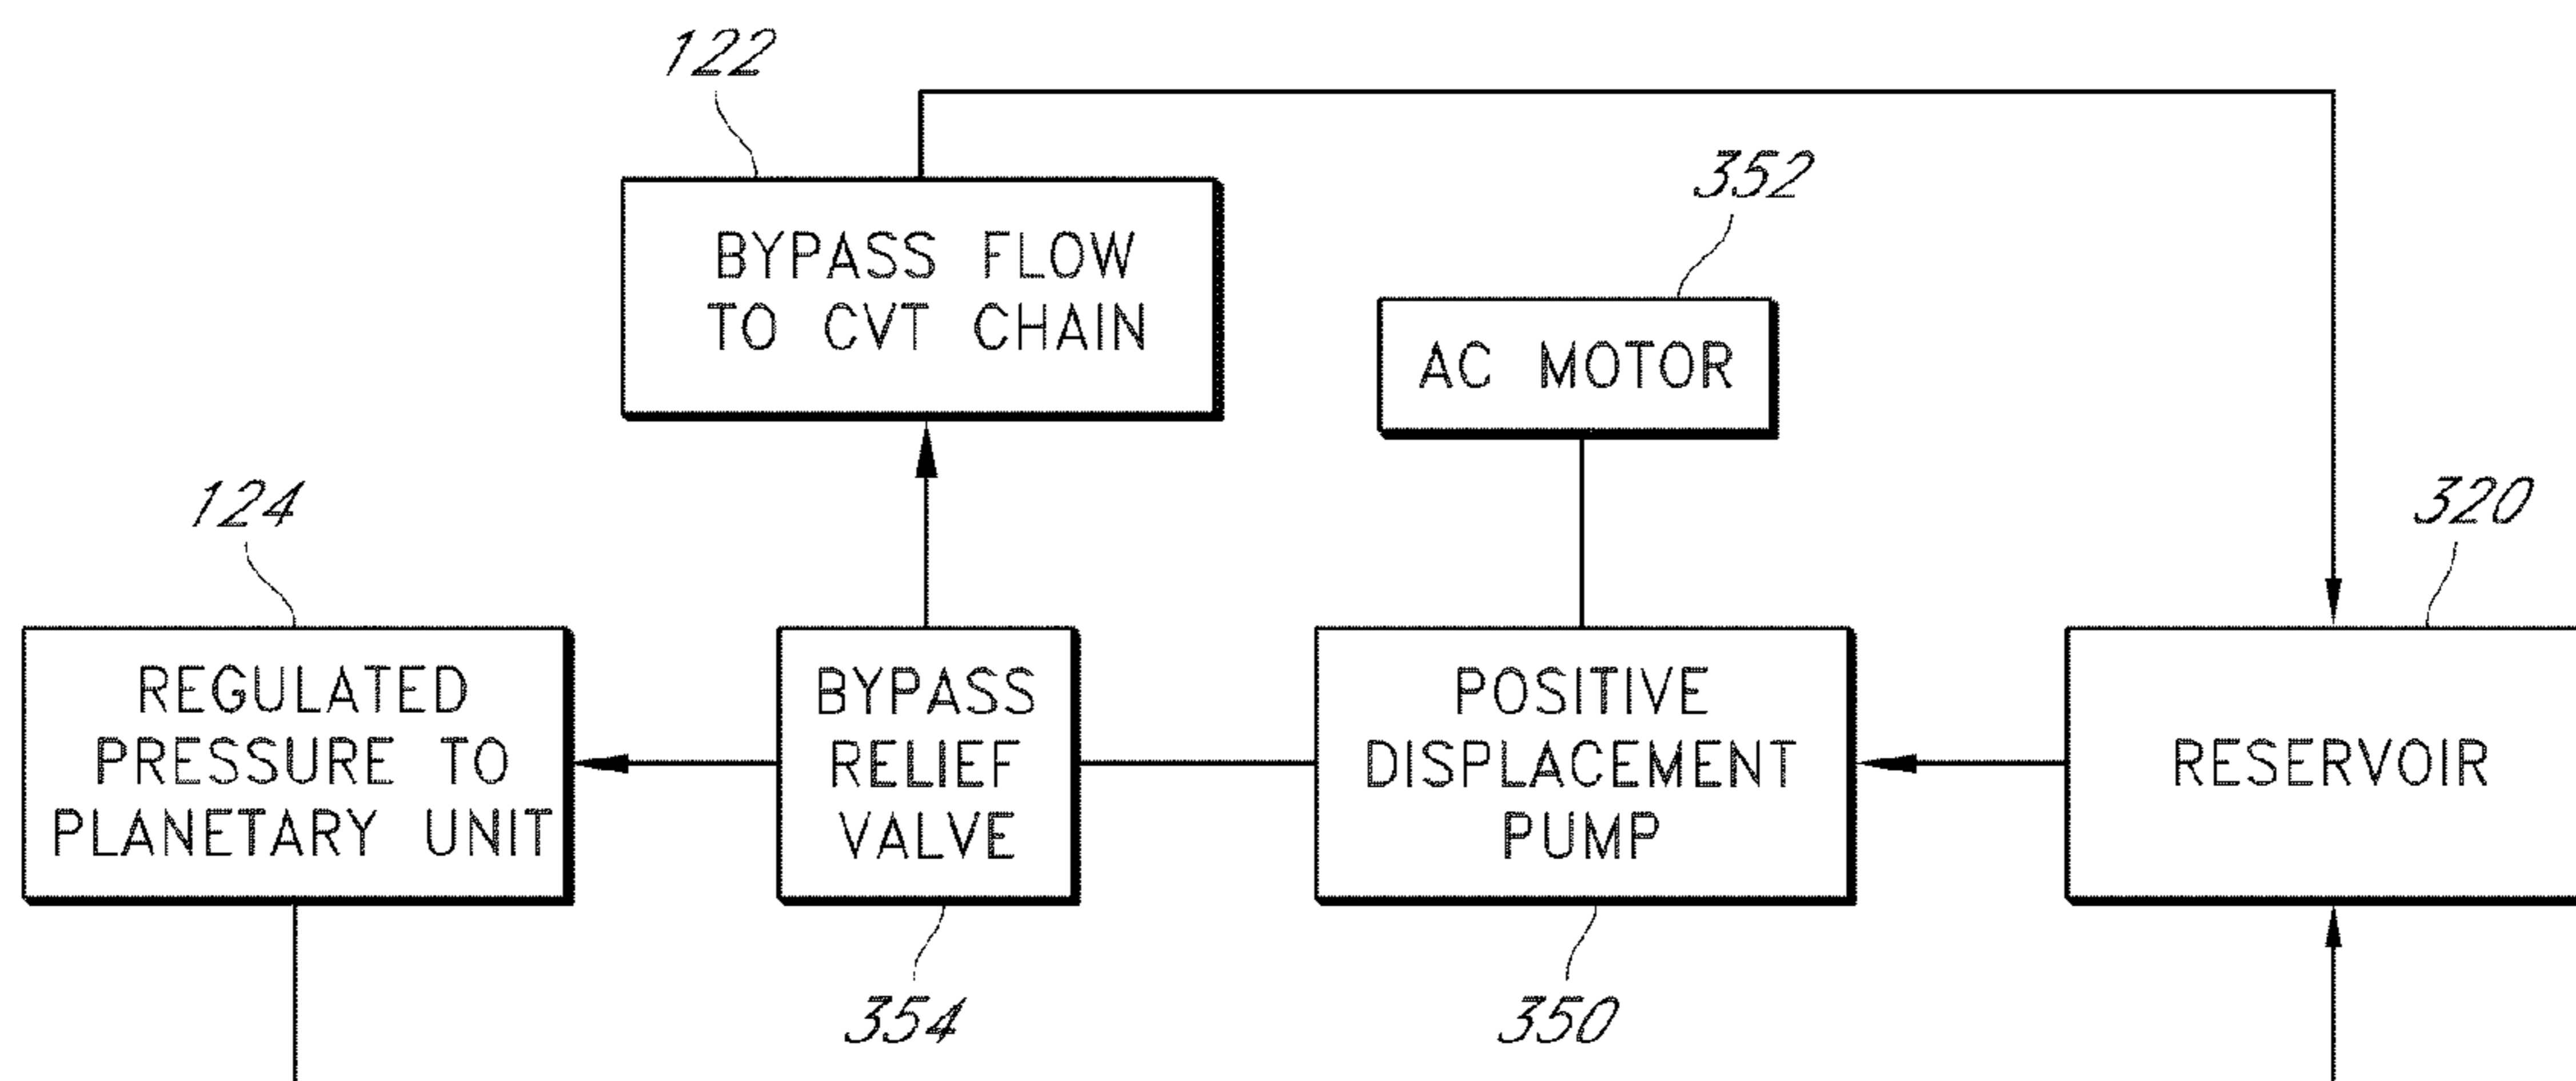 122
BYPASS FLOW
TO CVT CHAIN
352
AC MOTOR
124
320
REGULATED
PRESSURE TO
PLANETARY UNIT
BYPASS
RELIEF
VALVE
POSITIVE
DISPLACEMENT
PUMP
RESERVOIR
354
350